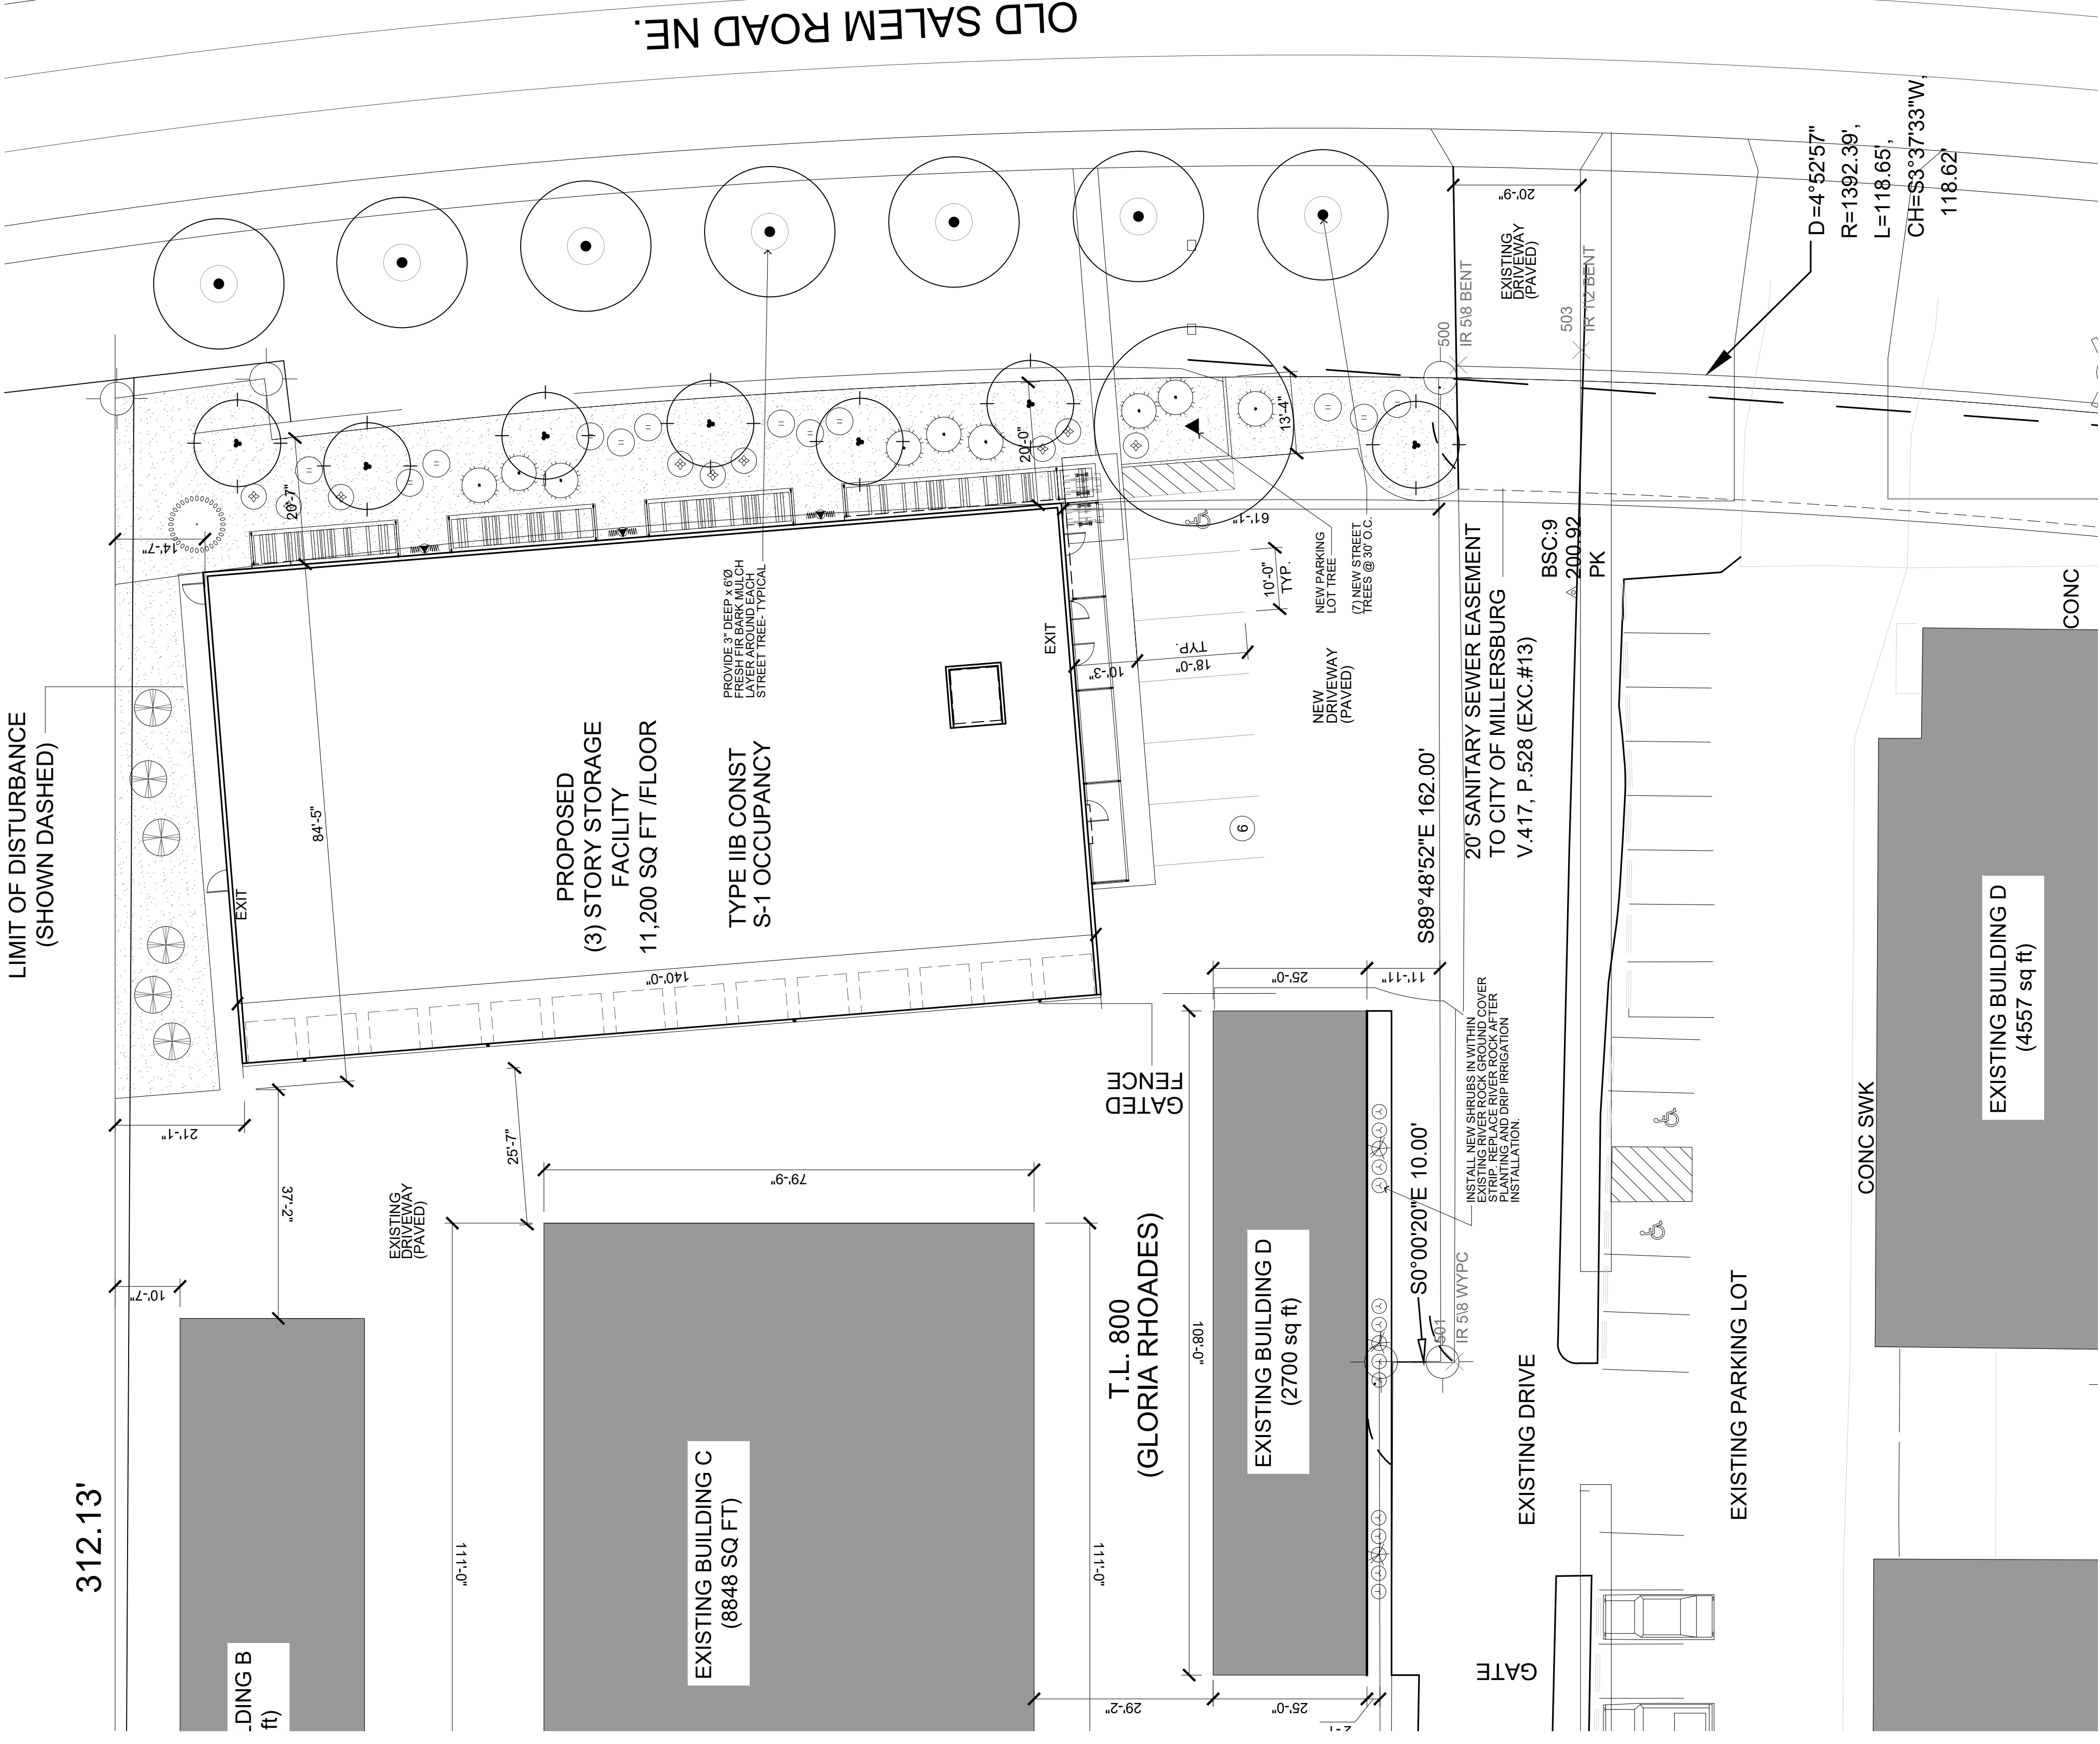 OLD SALEM ROAD NE.
D=4°52'57"
R=1392.39',
L=118.65',
CH=S3°37'33"W,
118.62'
20'-9"
EXISTING
DRIVEWAY
(PAVED)
500
IR 5\8 BENT
503
IR 1\2 BENT
LIMIT OF DISTURBANCE
(SHOWN DASHED)
14'-7"
20'-7"
20'-0"
13'-4"
61'-1"
10'-0"
TYP.
18'-0"
TYP.
10'-3"
EXIT
EXIT
6
PROVIDE 3" DEEP x 6'Ø
FRESH FIR BARK MULCH
LAYER AROUND EACH
STREET TREE- TYPICAL
NEW PARKING
LOT TREE
(7) NEW STREET
TREES @ 30' O.C.
NEW
DRIVEWAY
(PAVED)
84'-5"
PROPOSED
(3) STORY STORAGE
FACILITY
11,200 SQ FT /FLOOR
TYPE IIB CONST
S-1 OCCUPANCY
140'-0"
S89°48'52"E 162.00'
20' SANITARY SEWER EASEMENT
TO CITY OF MILLERSBURG
V.417, P.528 (EXC.#13)
BSC:9
200.92
PK
CONC
EXISTING BUILDING D
(4557 sq ft)
CONC SWK
25'-0"
11'-11"
GATED
FENCE
21'-1"
37'-2"
10'-7"
25'-7"
EXISTING
DRIVEWAY
(PAVED)
79'-9"
111'-0"
111'-0"
312.13'
LDING B
ft)
EXISTING BUILDING C
(8848 SQ FT)
T.L. 800
(GLORIA RHOADES)
108'-0"
EXISTING BUILDING D
(2700 sq ft)
S0°00'20"E 10.00'
501
IR 5\8 WYPC
INSTALL NEW SHRUBS IN WITHIN
EXISTING RIVER ROCK GROUND COVER
STRIP. REPLACE RIVER ROCK AFTER
PLANTING AND DRIP IRRIGATION
INSTALLATION.
EXISTING DRIVE
EXISTING PARKING LOT
GATE
29'-2"
25'-0"